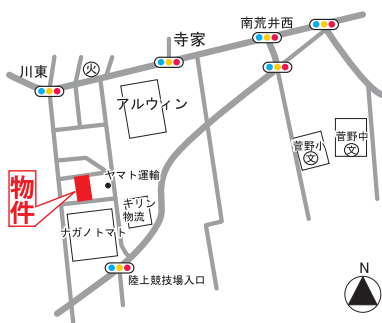 南荒井西
寺家
川東
火
アルウィン
菅野小
文
菅野中
文
ヤマト運輸
物件
キリン
物流
ナガノトマト
陸上競技場入口
N